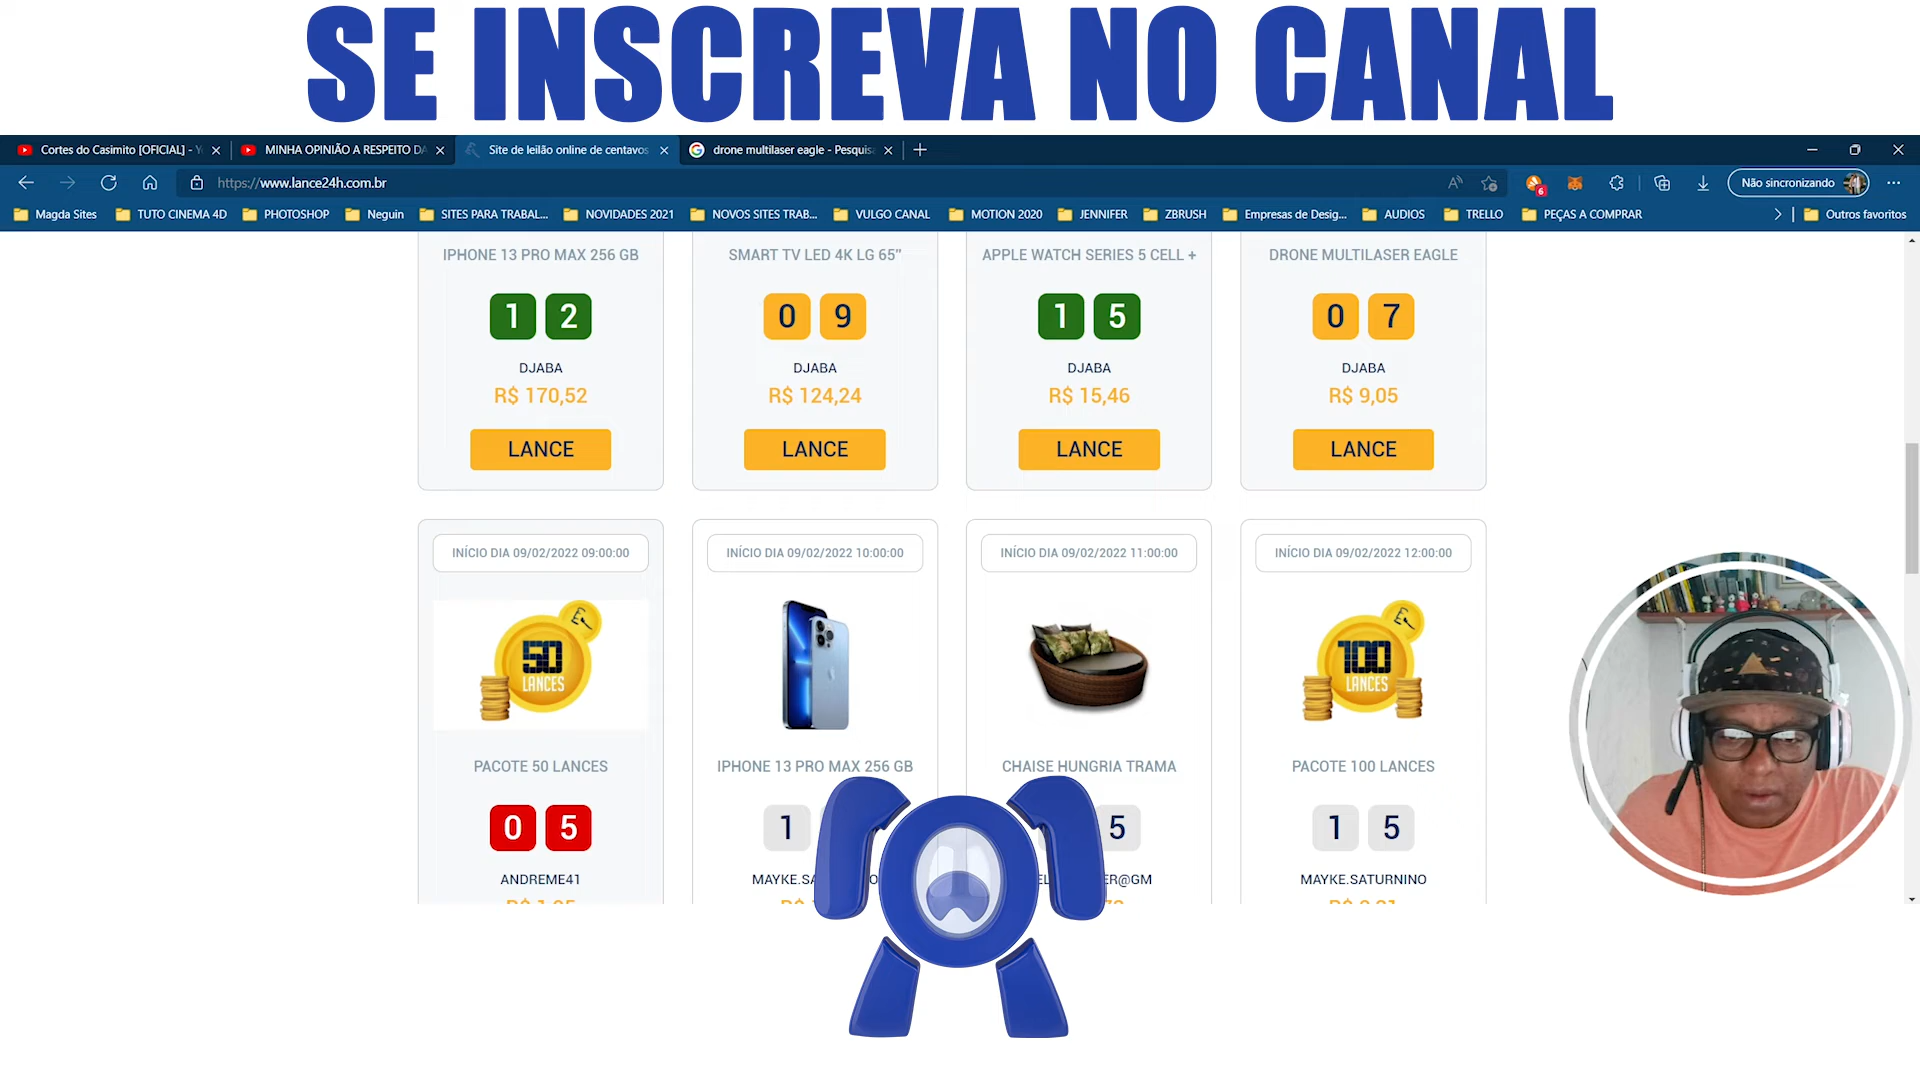 SE INSCREVA NO CANAL
Cortes do Casimito [OFICIAL] - Y
MINHA OPINIÃO A RESPEITO DA
Site de leilão online de centavos
drone multilaser eagle - Pesquis
https://www.lance24h.com.br
6
Não sincronizando
Magda Sites
TUTO CINEMA 4D
PHOTOSHOP
Neguin
SITES PARA TRABAL...
NOVIDADES 2021
NOVOS SITES TRAB...
VULGO CANAL
MOTION 2020
JENNIFER
ZBRUSH
Empresas de Desig...
AUDIOS
TRELLO
PEÇAS A COMPRAR
Outros favoritos
IPHONE 13 PRO MAX 256 GB
SMART TV LED 4K LG 65"
APPLE WATCH SERIES 5 CELL +
DRONE MULTILASER EAGLE
1 2
0 9
1 5
0 7
DJABA
DJABA
DJABA
DJABA
R$ 170,52
R$ 124,24
R$ 15,46
R$ 9,05
LANCE
LANCE
LANCE
LANCE
INÍCIO DIA 09/02/2022 09:00:00
INÍCIO DIA 09/02/2022 10:00:00
INÍCIO DIA 09/02/2022 11:00:00
INÍCIO DIA 09/02/2022 12:00:00
50
LANCES
100
LANCES
PACOTE 50 LANCES
IPHONE 13 PRO MAX 256 GB
CHAISE HUNGRIA TRAMA
PACOTE 100 LANCES
0 5
1
5
1 5
ANDREME41
MAYKE.SA
ER@GM
MAYKE.SATURNINO